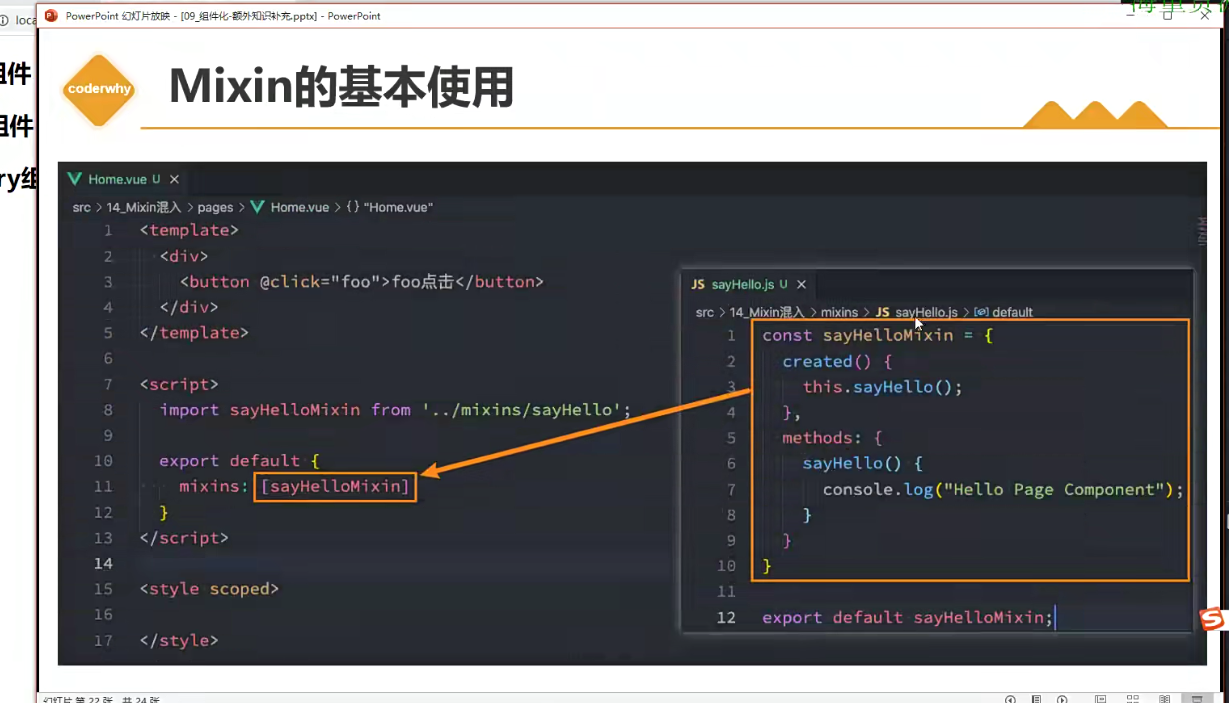 PowerPoint 幻灯片放映 - [09_组件化-额外知识补充.pptx] - PowerPoint
loca
组件
组件
ry组
coderwhy
Mixin的基本使用
Home.vue U
src > 14_Mixin混入 > pages > Home.vue > {} "Home.vue"
1 <template>
2 <div>
3 <button @click="foo">foo点击</button>
4 </div>
5 </template>
6
7 <script>
8 import sayHelloMixin from '../mixins/sayHello';
9
10 export default {
11 mixins: [sayHelloMixin]
12 }
13 </script>
14
15 <style scoped>
16
17 </style>
JS sayHello.js U
src > 14_Mixin混入 > mixins > JS sayHello.js > default
1 const sayHelloMixin = {
2 created() {
3 this.sayHello();
4 },
5 methods: {
6 sayHello() {
7 console.log("Hello Page Component");
8 }
9 }
10 }
11
12 export default sayHelloMixin;
幻灯片 第 22 张，共 24 张